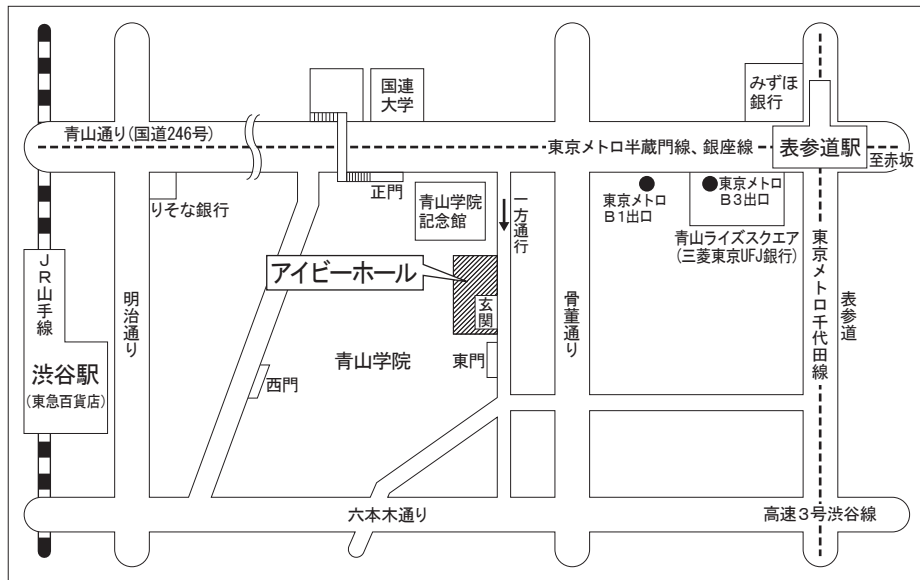 国連
大学
みずほ
銀行
青山通り(国道246号)
東京メトロ半蔵門線、銀座線
表参道駅
至赤坂
りそな銀行
正門
青山学院
記念館
一方通行
東京メトロ
B1出口
東京メトロ
B3出口
青山ライズスクエア
(三菱東京UFJ銀行)
アイビーホール
玄関
JR山手線
明治通り
骨董通り
東京メトロ千代田線
表参道
渋谷駅
(東急百貨店)
青山学院
東門
西門
六本木通り
高速3号渋谷線